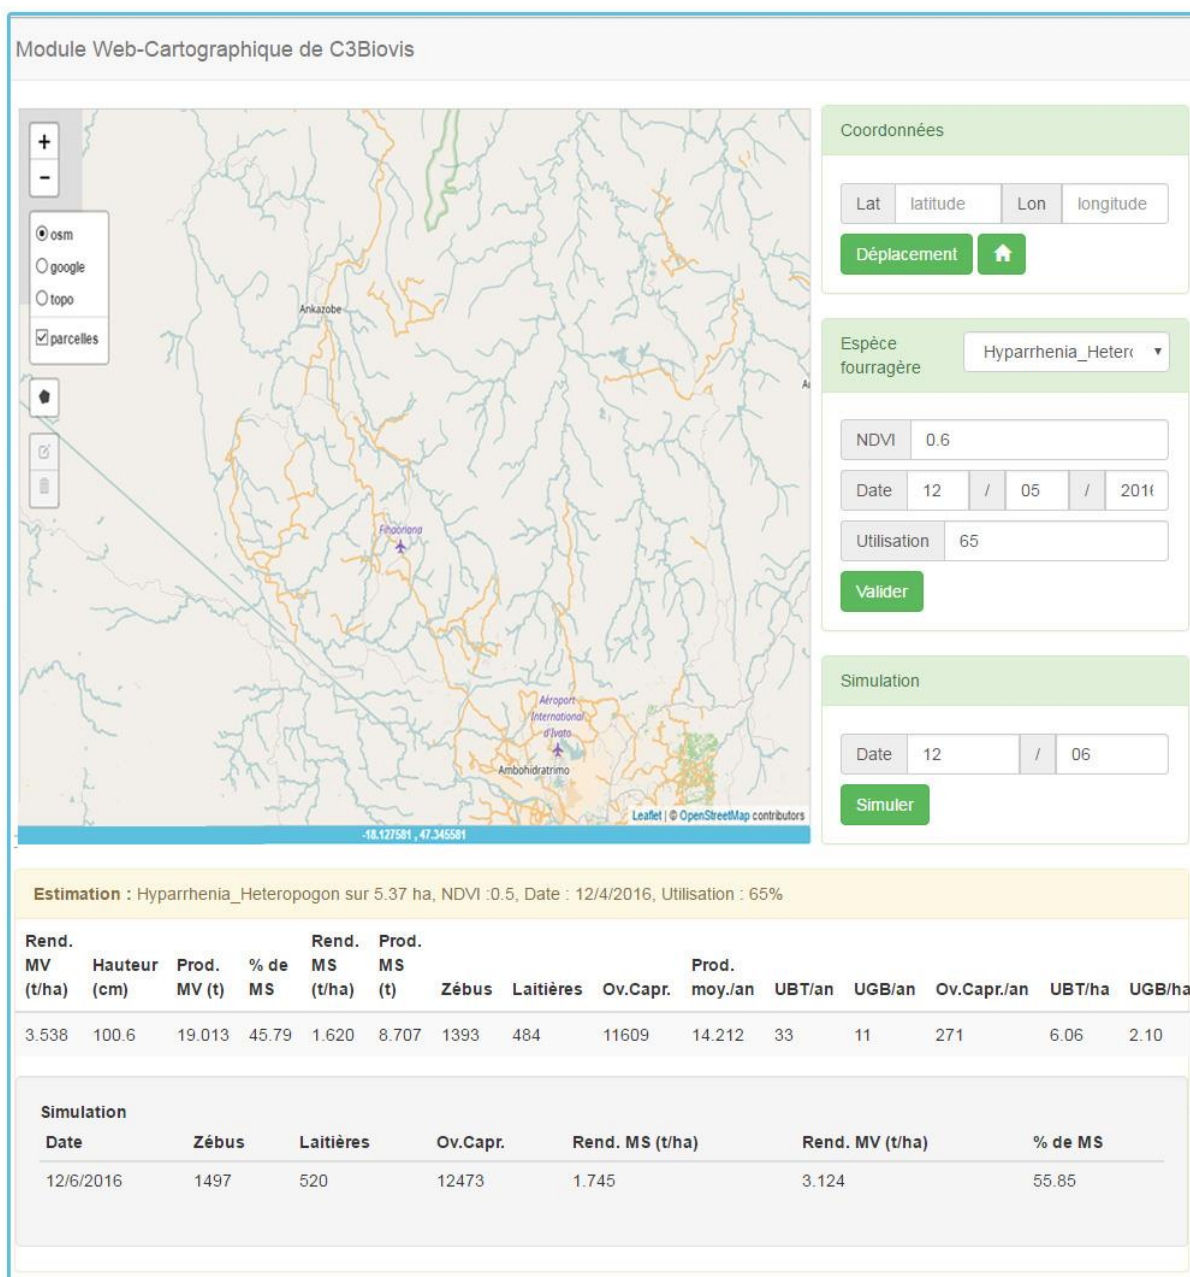 Module Web-Cartographique de C3Biovis
+
-
osm
google
topo
parcelles
Ankazobe
Fihaonana
Aéroport
International
d'Ivato
Ambohidratrimo
Leaflet | © OpenStreetMap contributors
-18.127581 , 47.345581
Coordonnées
Lat latitude Lon longitude
Déplacement
Espèce
fourragère
Hyparrhenia_Heter
NDVI 0.6
Date 12 / 05 / 2016
Utilisation 65
Valider
Simulation
Date 12 / 06
Simuler
Estimation : Hyparrhenia_Heteropogon sur 5.37 ha, NDVI :0.5, Date : 12/4/2016, Utilisation : 65%
Rend. MV (t/ha) Hauteur (cm) Prod. MV (t) % de MS Rend. MS (t/ha) Prod. MS (t) Zébus Laitières Ov.Capr. Prod. moy./an UBT/an UGB/an Ov.Capr./an UBT/ha UGB/ha
3.538 100.6 19.013 45.79 1.620 8.707 1393 484 11609 14.212 33 11 271 6.06 2.10
Simulation
Date Zébus Laitières Ov.Capr. Rend. MS (t/ha) Rend. MV (t/ha) % de MS
12/6/2016 1497 520 12473 1.745 3.124 55.85